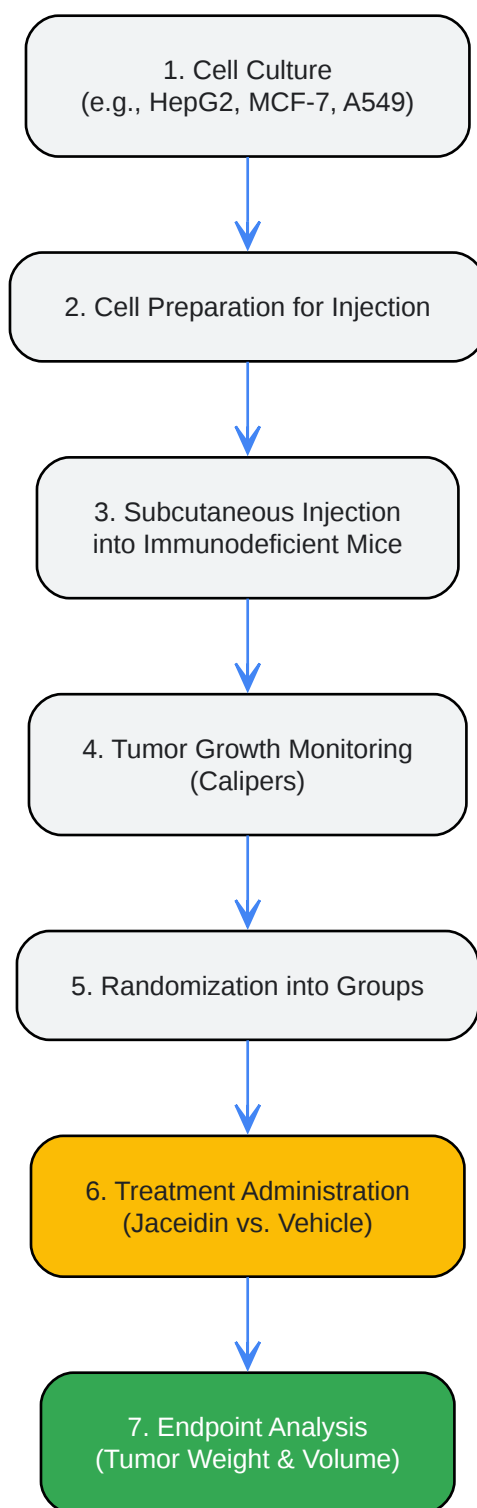 1. Cell Culture
(e.g., HepG2, MCF-7, A549)
2. Cell Preparation for Injection
3. Subcutaneous Injection
into Immunodeficient Mice
4. Tumor Growth Monitoring
(Calipers)
5. Randomization into Groups
6. Treatment Administration
(Jaceidin vs. Vehicle)
7. Endpoint Analysis
(Tumor Weight & Volume)